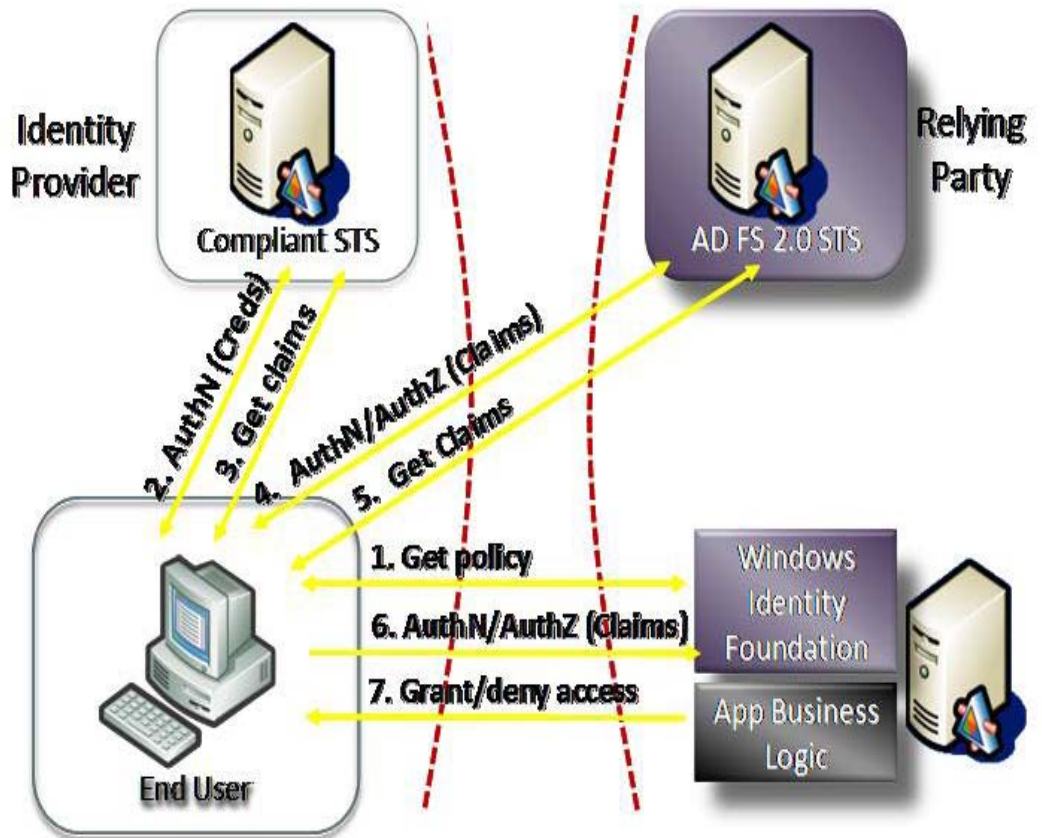 Identity
Provider
Compliant STS
AD FS 2.0 STS
Relying
Party
2. AuthN (Creds)
3. Get claims
4. AuthN/AuthZ (Claims)
5. Get Claims
1. Get policy
6. AuthN/AuthZ (Claims)
7. Grant/deny access
Windows
Identity
Foundation
App Business
Logic
End User